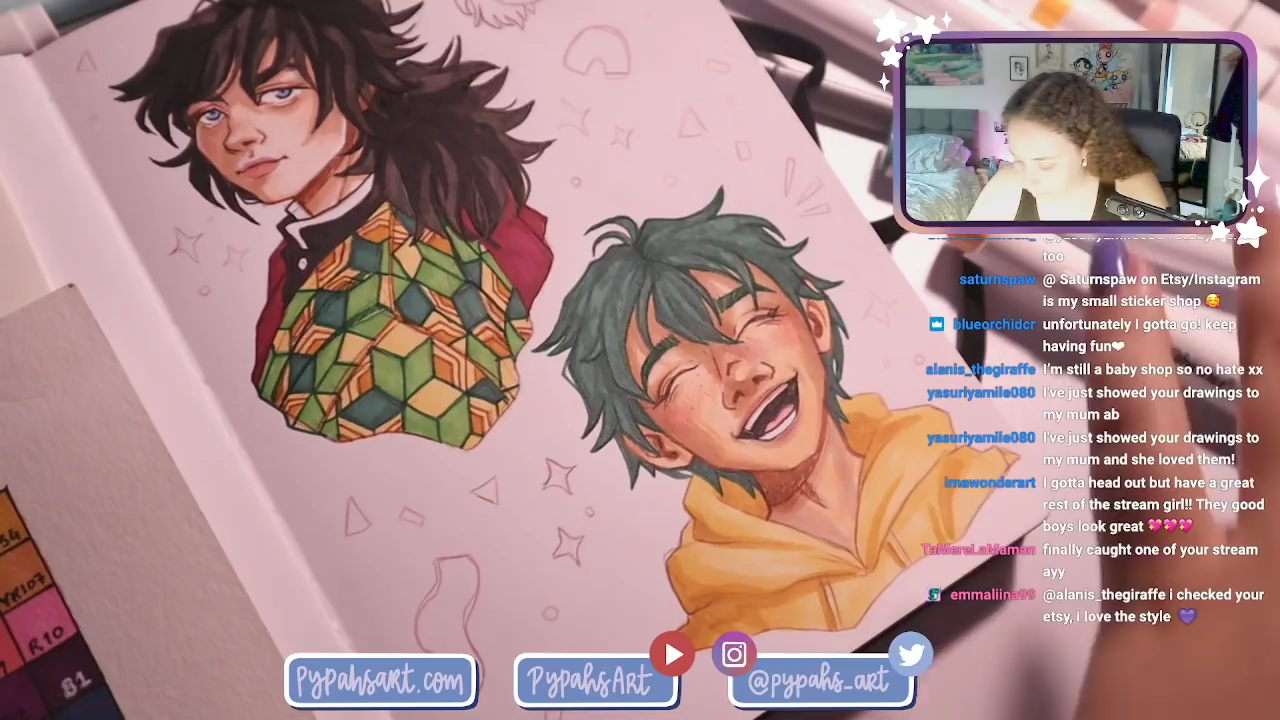 too
saturnspaw @ Saturnspaw on Etsy/Instagram
is my small sticker shop 🥰
blueorchidcr unfortunately I gotta go! keep
having fun❤
alanis_thegiraffe I'm still a baby shop so no hate xx
yasuriyamile080 I've just showed your drawings to
my mum ab
yasuriyamile080 I've just showed your drawings to
my mum and she loved them!
imawonderart I gotta head out but have a great
rest of the stream girl!! They good
boys look great 💖💖💖
TaMereLaMaman finally caught one of your stream
ayy
emmaliina99 @alanis_thegiraffe i checked your
etsy, i love the style 💜
YR107
R10
81
Pypahsart.com
PypahsArt
@pypahs_art